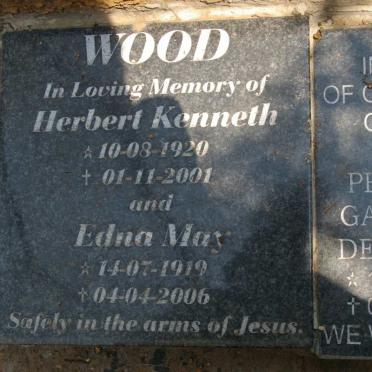 WOOD
In Loving Memory of
Herbert Kenneth
☆ 10-08-1920
† 01-11-2001
and
Edna May
☆ 14-07-1919
† 04-04-2006
Safely in the arms of Jesus.
OF
WE